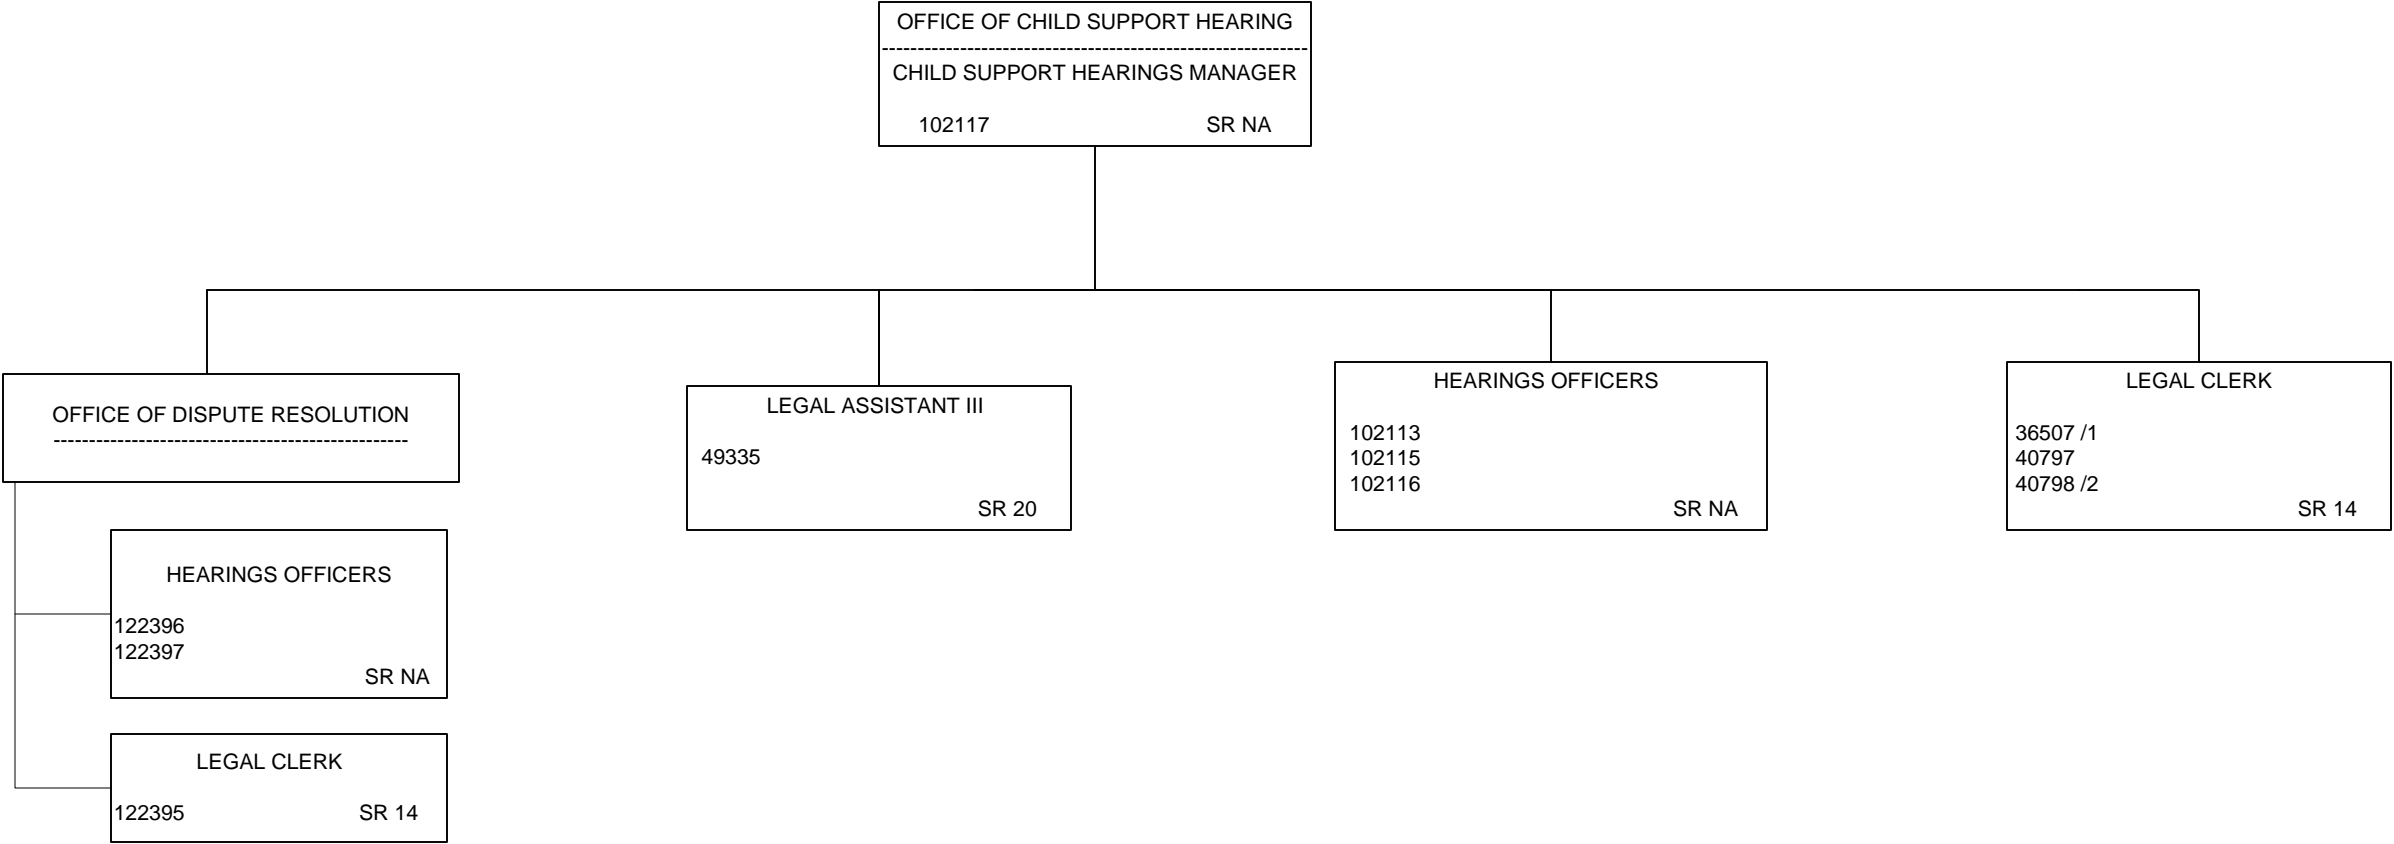 OFFICE OF CHILD SUPPORT HEARING
------------------------------------------------------------
CHILD SUPPORT HEARINGS MANAGER
102117 SR NA
OFFICE OF DISPUTE RESOLUTION
--------------------------------------------------
HEARINGS OFFICERS
122396
122397
SR NA
LEGAL CLERK
122395 SR 14
LEGAL ASSISTANT III
49335
SR 20
HEARINGS OFFICERS
102113
102115
102116
SR NA
LEGAL CLERK
36507 /1
40797
40798 /2
SR 14